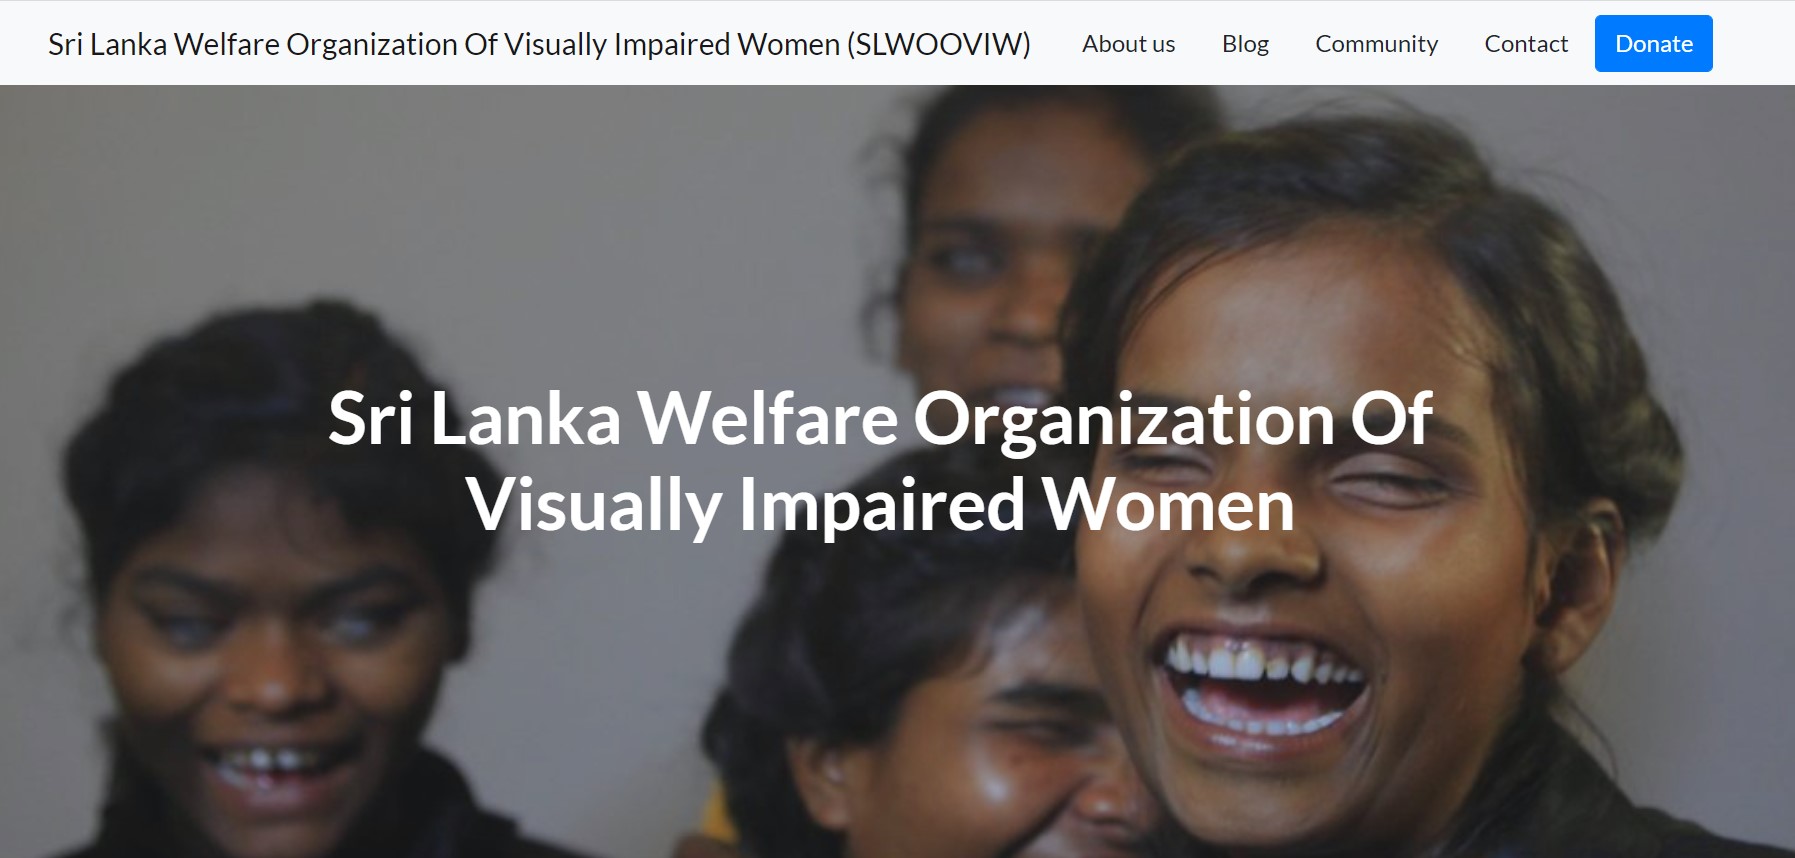 Sri Lanka Welfare Organization Of Visually Impaired Women (SLWOOVIW) About us Blog Community Contact Donate
Sri Lanka Welfare Organization Of
Visually Impaired Women